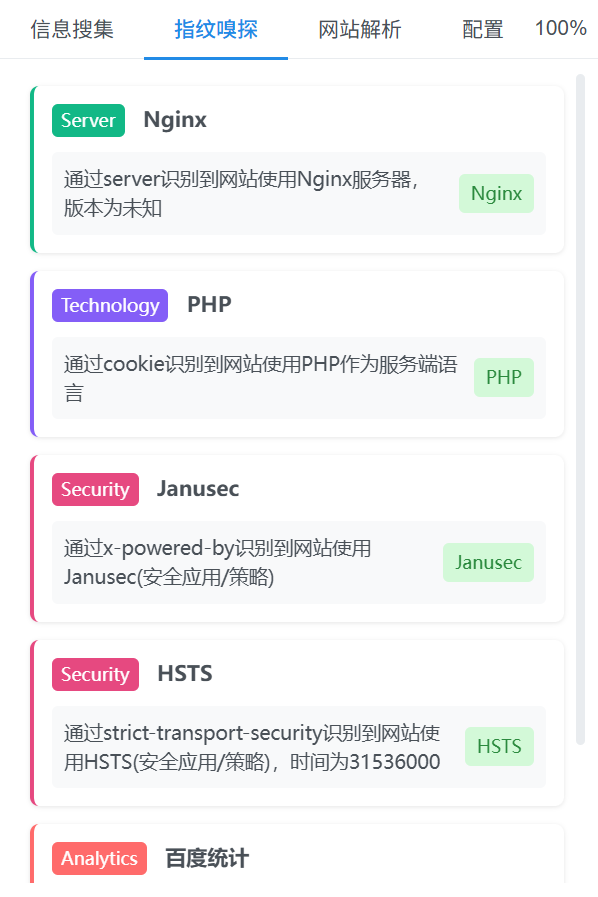 信息搜集 指纹嗅探 网站解析 配置 100%
Server Nginx
通过server识别到网站使用Nginx服务器，
版本为未知
Nginx
Technology PHP
通过cookie识别到网站使用PHP作为服务端语
言
PHP
Security Janusec
通过x-powered-by识别到网站使用
Janusec(安全应用/策略)
Janusec
Security HSTS
通过strict-transport-security识别到网站使
用HSTS(安全应用/策略)，时间为31536000
HSTS
Analytics 百度统计